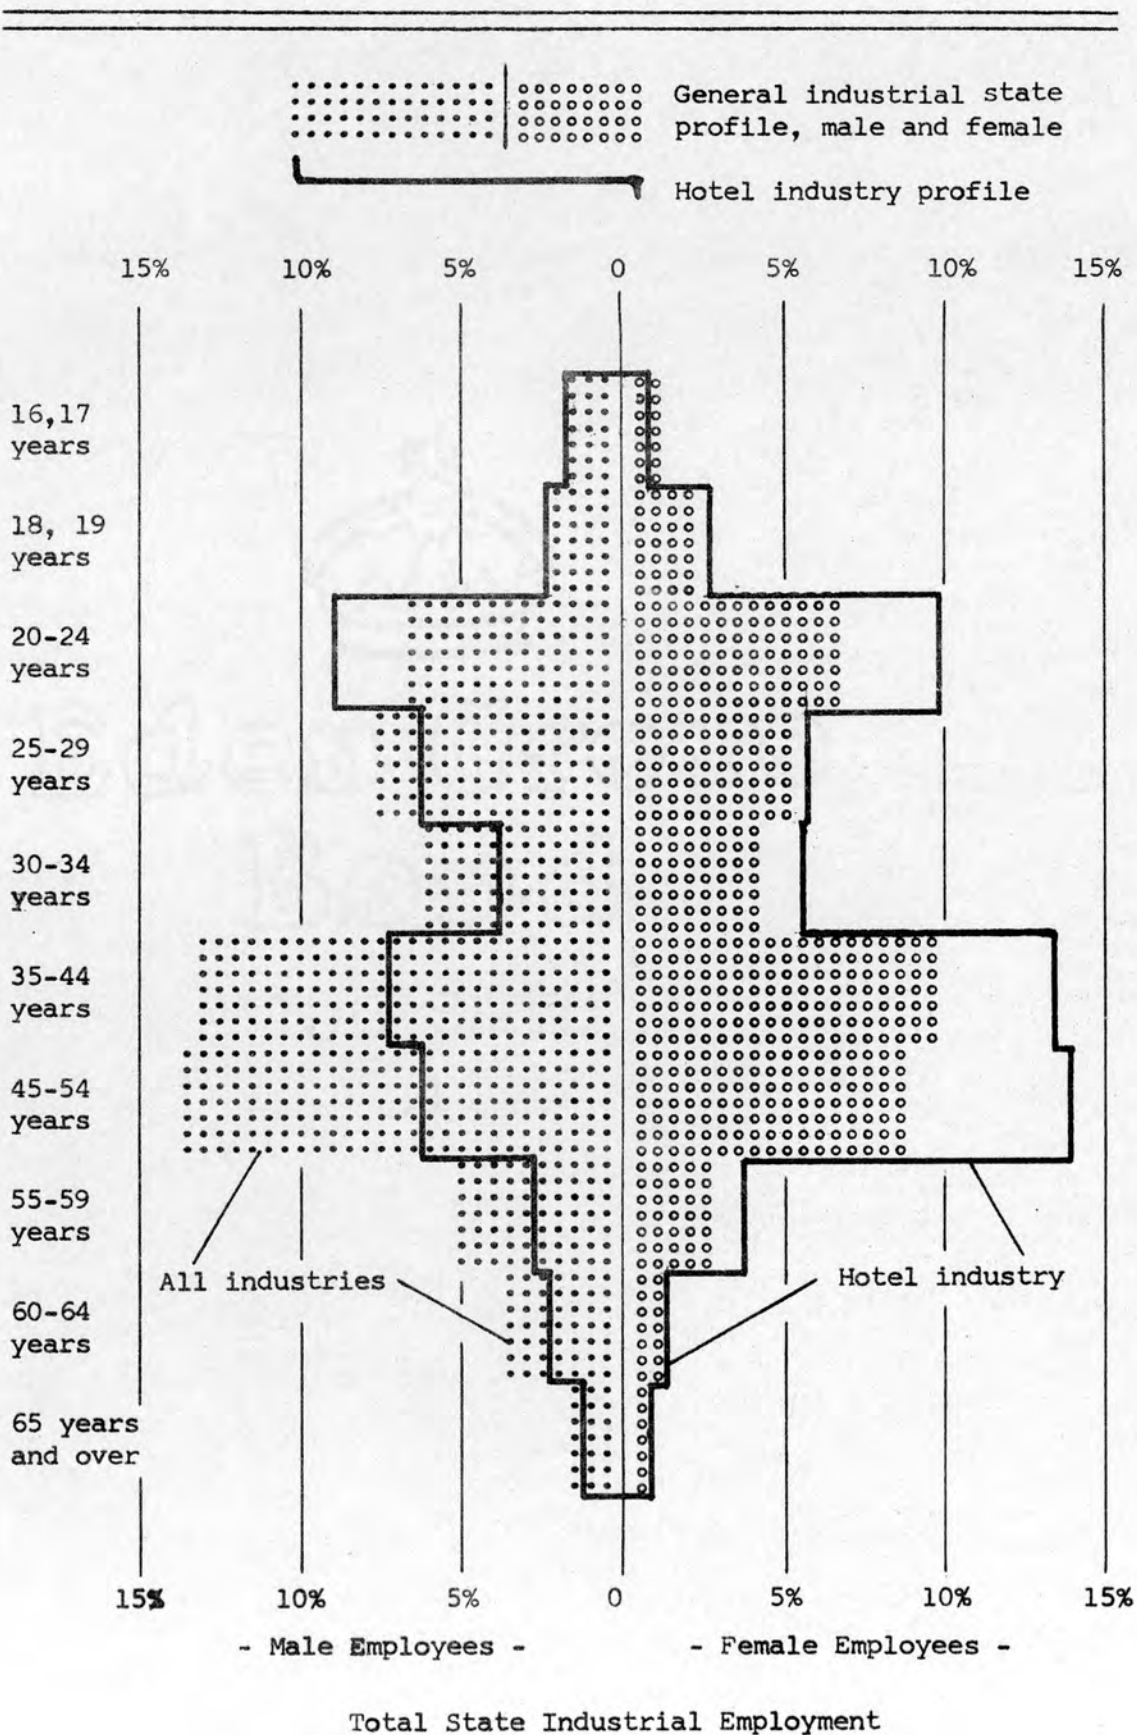 General industrial state
profile, male and female
Hotel industry profile
15% 10% 5% 0 5% 10% 15%
16,17
years
18, 19
years
20-24
years
25-29
years
30-34
years
35-44
years
45-54
years
55-59
years
All industries
Hotel industry
60-64
years
65 years
and over
15% 10% 5% 0 5% 10% 15%
- Male Employees - - Female Employees -
Total State Industrial Employment